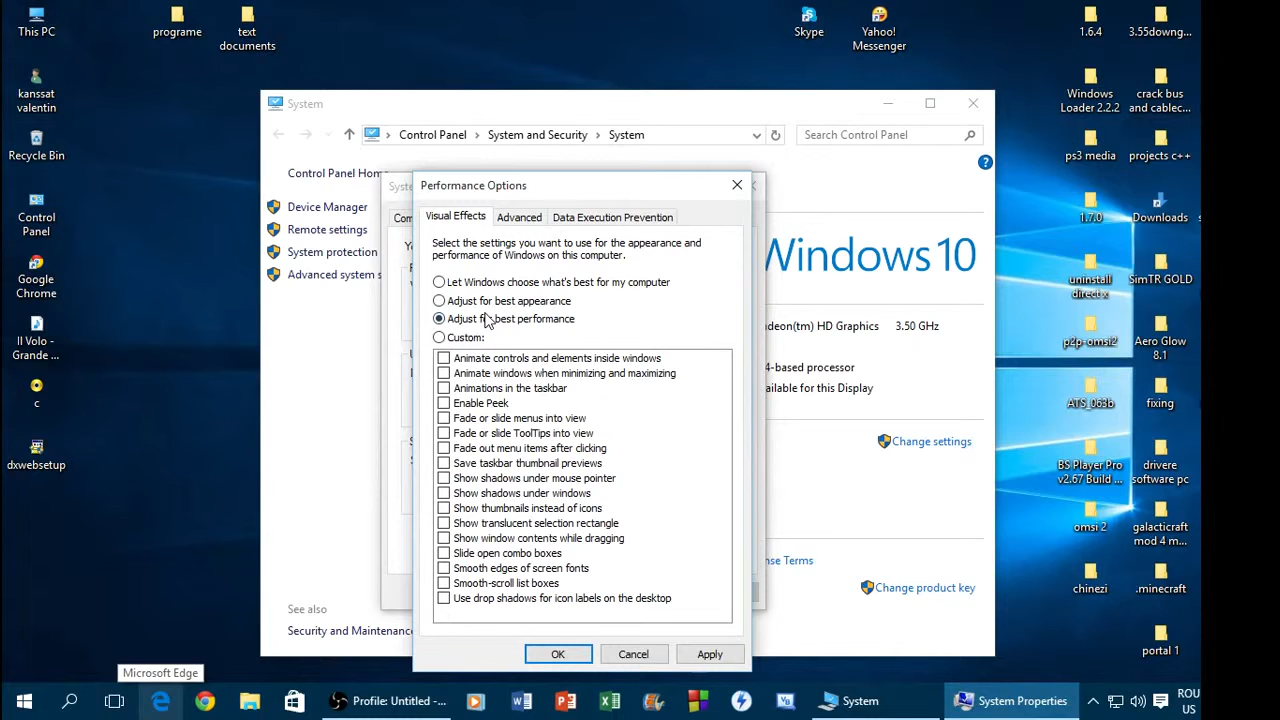 This PC
programe
text
documents
Skype
Yahoo!
Messenger
1.6.4
3.55downg...
kanssat
valentin
Windows
Loader 2.2.2
crack bus
and cablec...
Recycle Bin
ps3 media
projects c++
Control
Panel
1.7.0
Downloads
s
Google
Chrome
uninstall
direct x
SimTR GOLD
Il Volo -
Grande ...
p2p-omsi2
Aero Glow
8.1
c
ATS_063b
fixing
dxwebsetup
BS Player Pro
v2.67 Build ...
drivere
software pc
omsi 2
galacticraft
mod 4 m...
chinezi
.minecraft
portal 1
System
Control Panel
System and Security
System
Search Control Panel
?
Control Panel Hom
Device Manager
Remote settings
System protection
Advanced system s
See also
Security and Maintenance
Windows 10
adeon(tm) HD Graphics 3.50 GHz
4-based processor
vailable for this Display
Change settings
nse Terms
Change product key
Syste
Com
Performance Options
Visual Effects
Advanced
Data Execution Prevention
Select the settings you want to use for the appearance and
performance of Windows on this computer.
Let Windows choose what's best for my computer
Adjust for best appearance
Adjust for best performance
Custom:
Animate controls and elements inside windows
Animate windows when minimizing and maximizing
Animations in the taskbar
Enable Peek
Fade or slide menus into view
Fade or slide ToolTips into view
Fade out menu items after clicking
Save taskbar thumbnail previews
Show shadows under mouse pointer
Show shadows under windows
Show thumbnails instead of icons
Show translucent selection rectangle
Show window contents while dragging
Slide open combo boxes
Smooth edges of screen fonts
Smooth-scroll list boxes
Use drop shadows for icon labels on the desktop
OK
Cancel
Apply
Microsoft Edge
Profile: Untitled -...
System
System Properties
ROU
US